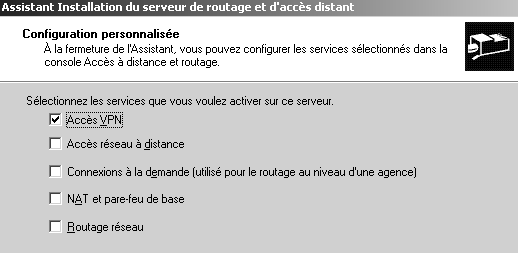 Assistant Installation du serveur de routage et d'accès distant
Configuration personnalisée
À la fermeture de l'Assistant, vous pouvez configurer les services sélectionnés dans la
console Accès à distance et routage.
Sélectionnez les services que vous voulez activer sur ce serveur.
Accès VPN
Accès réseau à distance
Connexions à la demande (utilisé pour le routage au niveau d'une agence)
NAT et pare-feu de base
Routage réseau